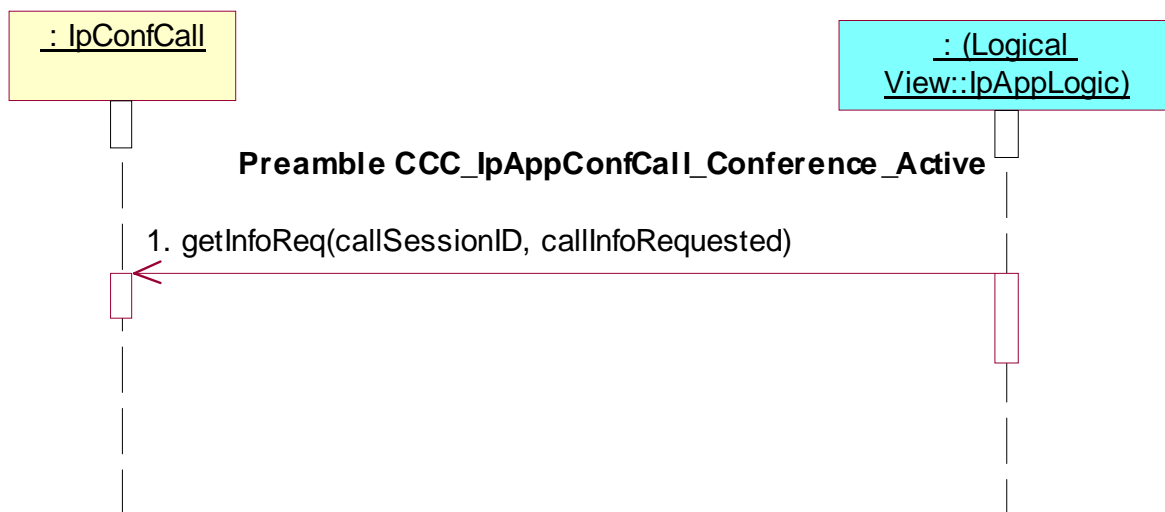 : IpConfCall
: (Logical
View::IpAppLogic)
Preamble CCC_IpAppConfCall_Conference_Active
1. getInfoReq(callSessionID, callInfoRequested)